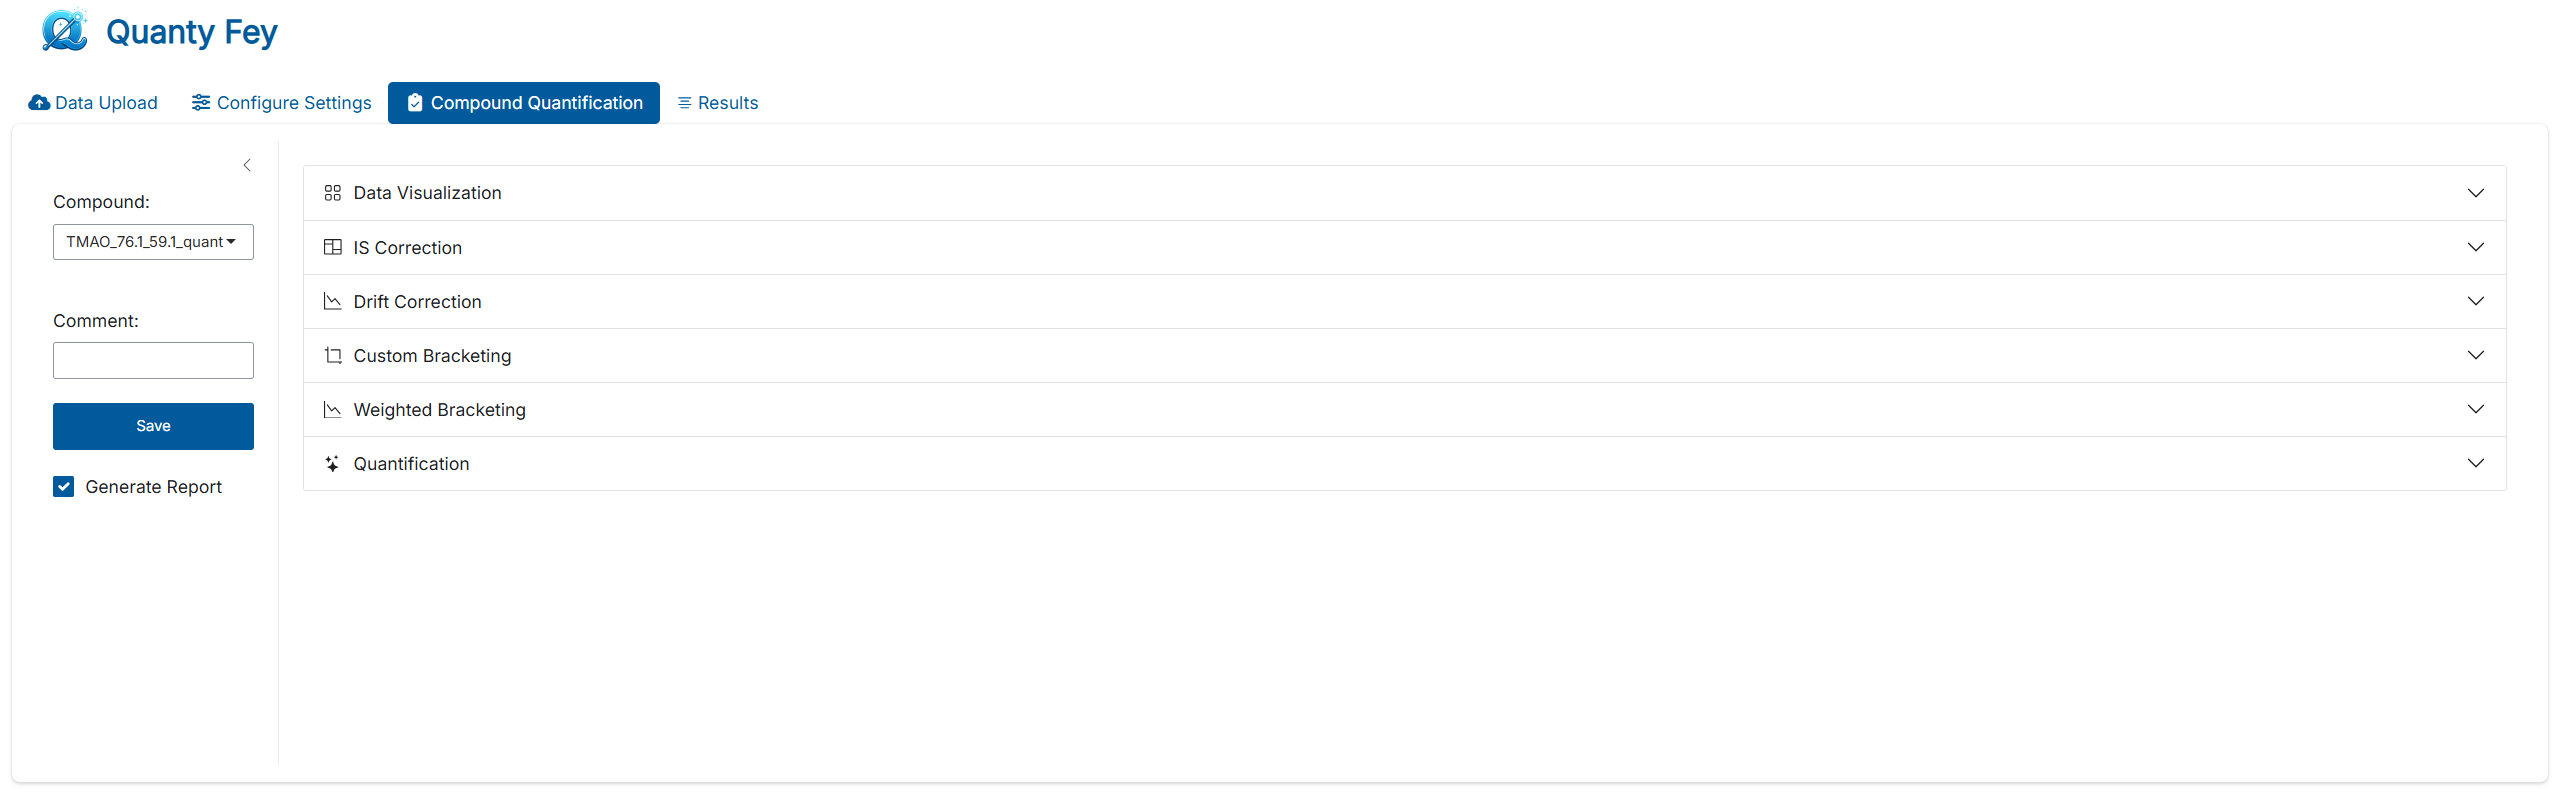 Quanty Fey
Data Upload
Configure Settings
Compound Quantification
Results
Compound:
TMAO_76.1_59.1_quant
Comment:
Save
Generate Report
Data Visualization
IS Correction
Drift Correction
Custom Bracketing
Weighted Bracketing
Quantification